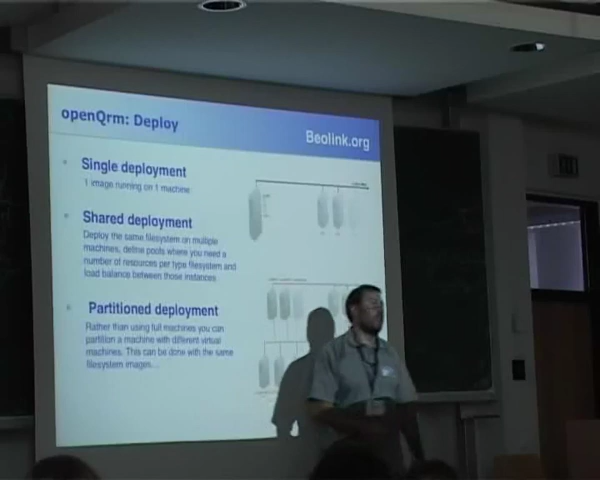 openQrm: Deploy
Beolink.org
Single deployment
1 image running on 1 machine
Shared deployment
Deploy the same filesystem on multiple
machines, define pools where you need a
number of resources per type filesystem and
load balance between those instances
Partitioned deployment
Rather than using full machines you can
partition a machine with different virtual
machines. This can be done with the same
filesystem images...